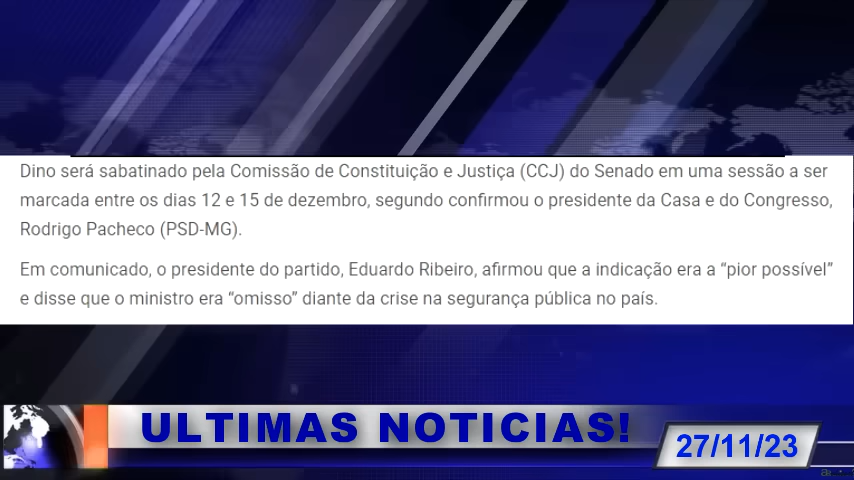 Dino será sabatinado pela Comissão de Constituição e Justiça (CCJ) do Senado em uma sessão a ser
marcada entre os dias 12 e 15 de dezembro, segundo confirmou o presidente da Casa e do Congresso,
Rodrigo Pacheco (PSD-MG).
Em comunicado, o presidente do partido, Eduardo Ribeiro, afirmou que a indicação era a “pior possível”
e disse que o ministro era “omisso” diante da crise na segurança pública no país.
ULTIMAS NOTICIAS!
27/11/23